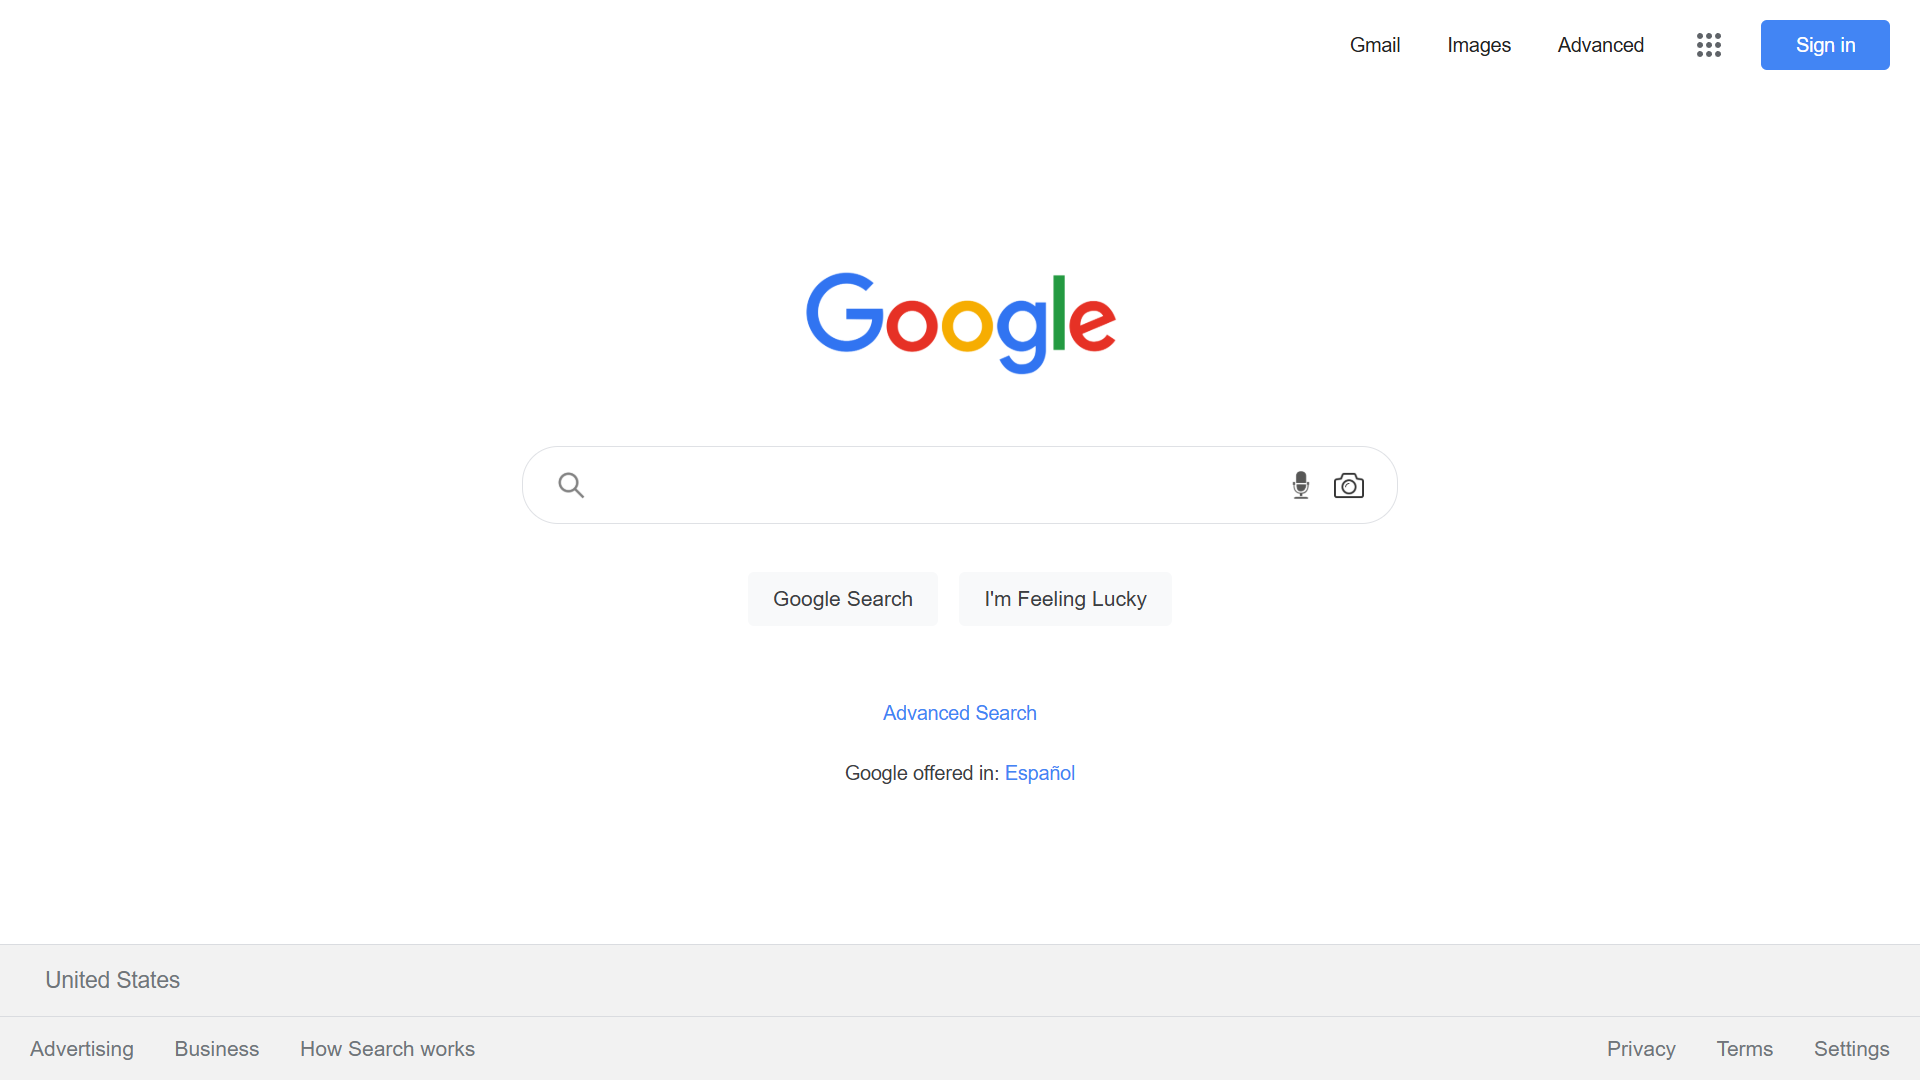 Gmail Images Advanced Sign in
Google
Google Search I'm Feeling Lucky
Advanced Search
Google offered in: Español
United States
Advertising Business How Search works Privacy Terms Settings